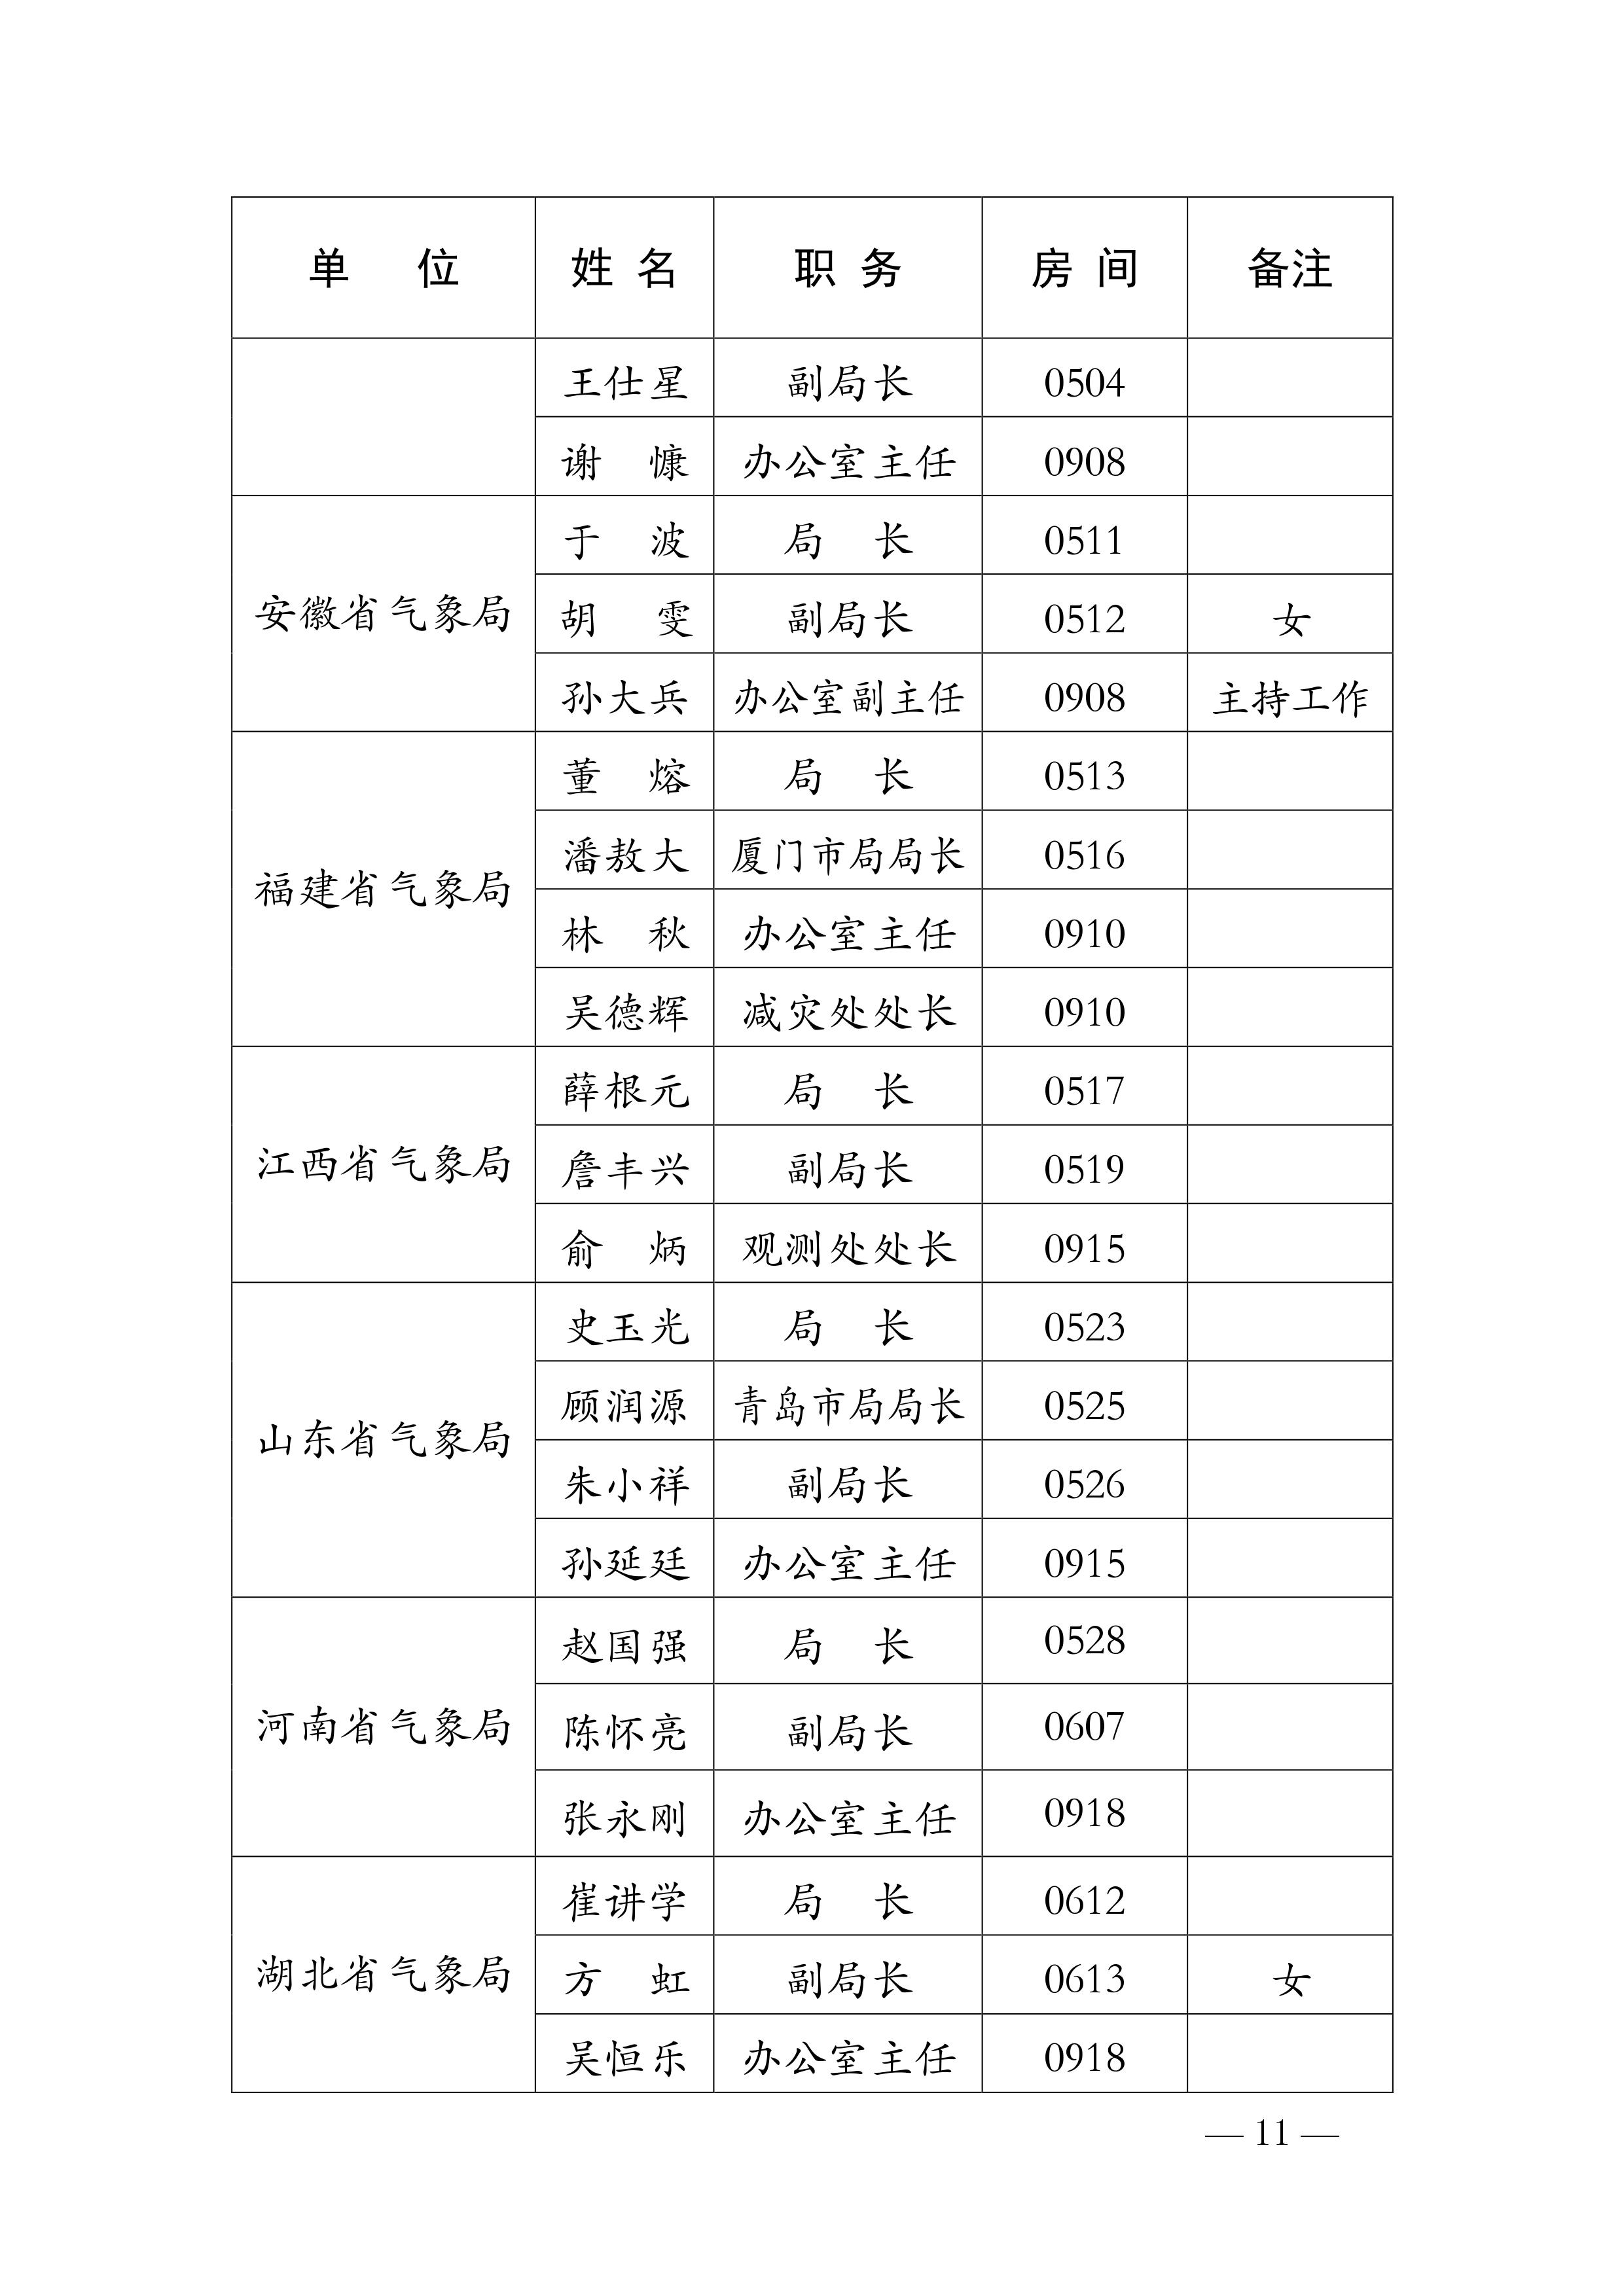 单 位 姓 名 职 务 房 间 备注
王仕星 副局长 0504
谢 慷 办公室主任 0908
于 波 局 长 0511
安徽省气象局 胡 雯 副局长 0512 女
孙大兵 办公室副主任 0908 主持工作
董 熔 局 长 0513
潘敖大 厦门市局局长 0516
福建省气象局
林 秋 办公室主任 0910
吴德辉 减灾处处长 0910
薛根元 局 长 0517
江西省气象局 詹丰兴 副局长 0519
俞 炳 观测处处长 0915
史玉光 局 长 0523
顾润源 青岛市局局长 0525
山东省气象局
朱小祥 副局长 0526
孙延廷 办公室主任 0915
赵国强 局 长 0528
河南省气象局 陈怀亮 副局长 0607
张永刚 办公室主任 0918
崔讲学 局 长 0612
湖北省气象局 方 虹 副局长 0613 女
吴恒乐 办公室主任 0918
— 11 —